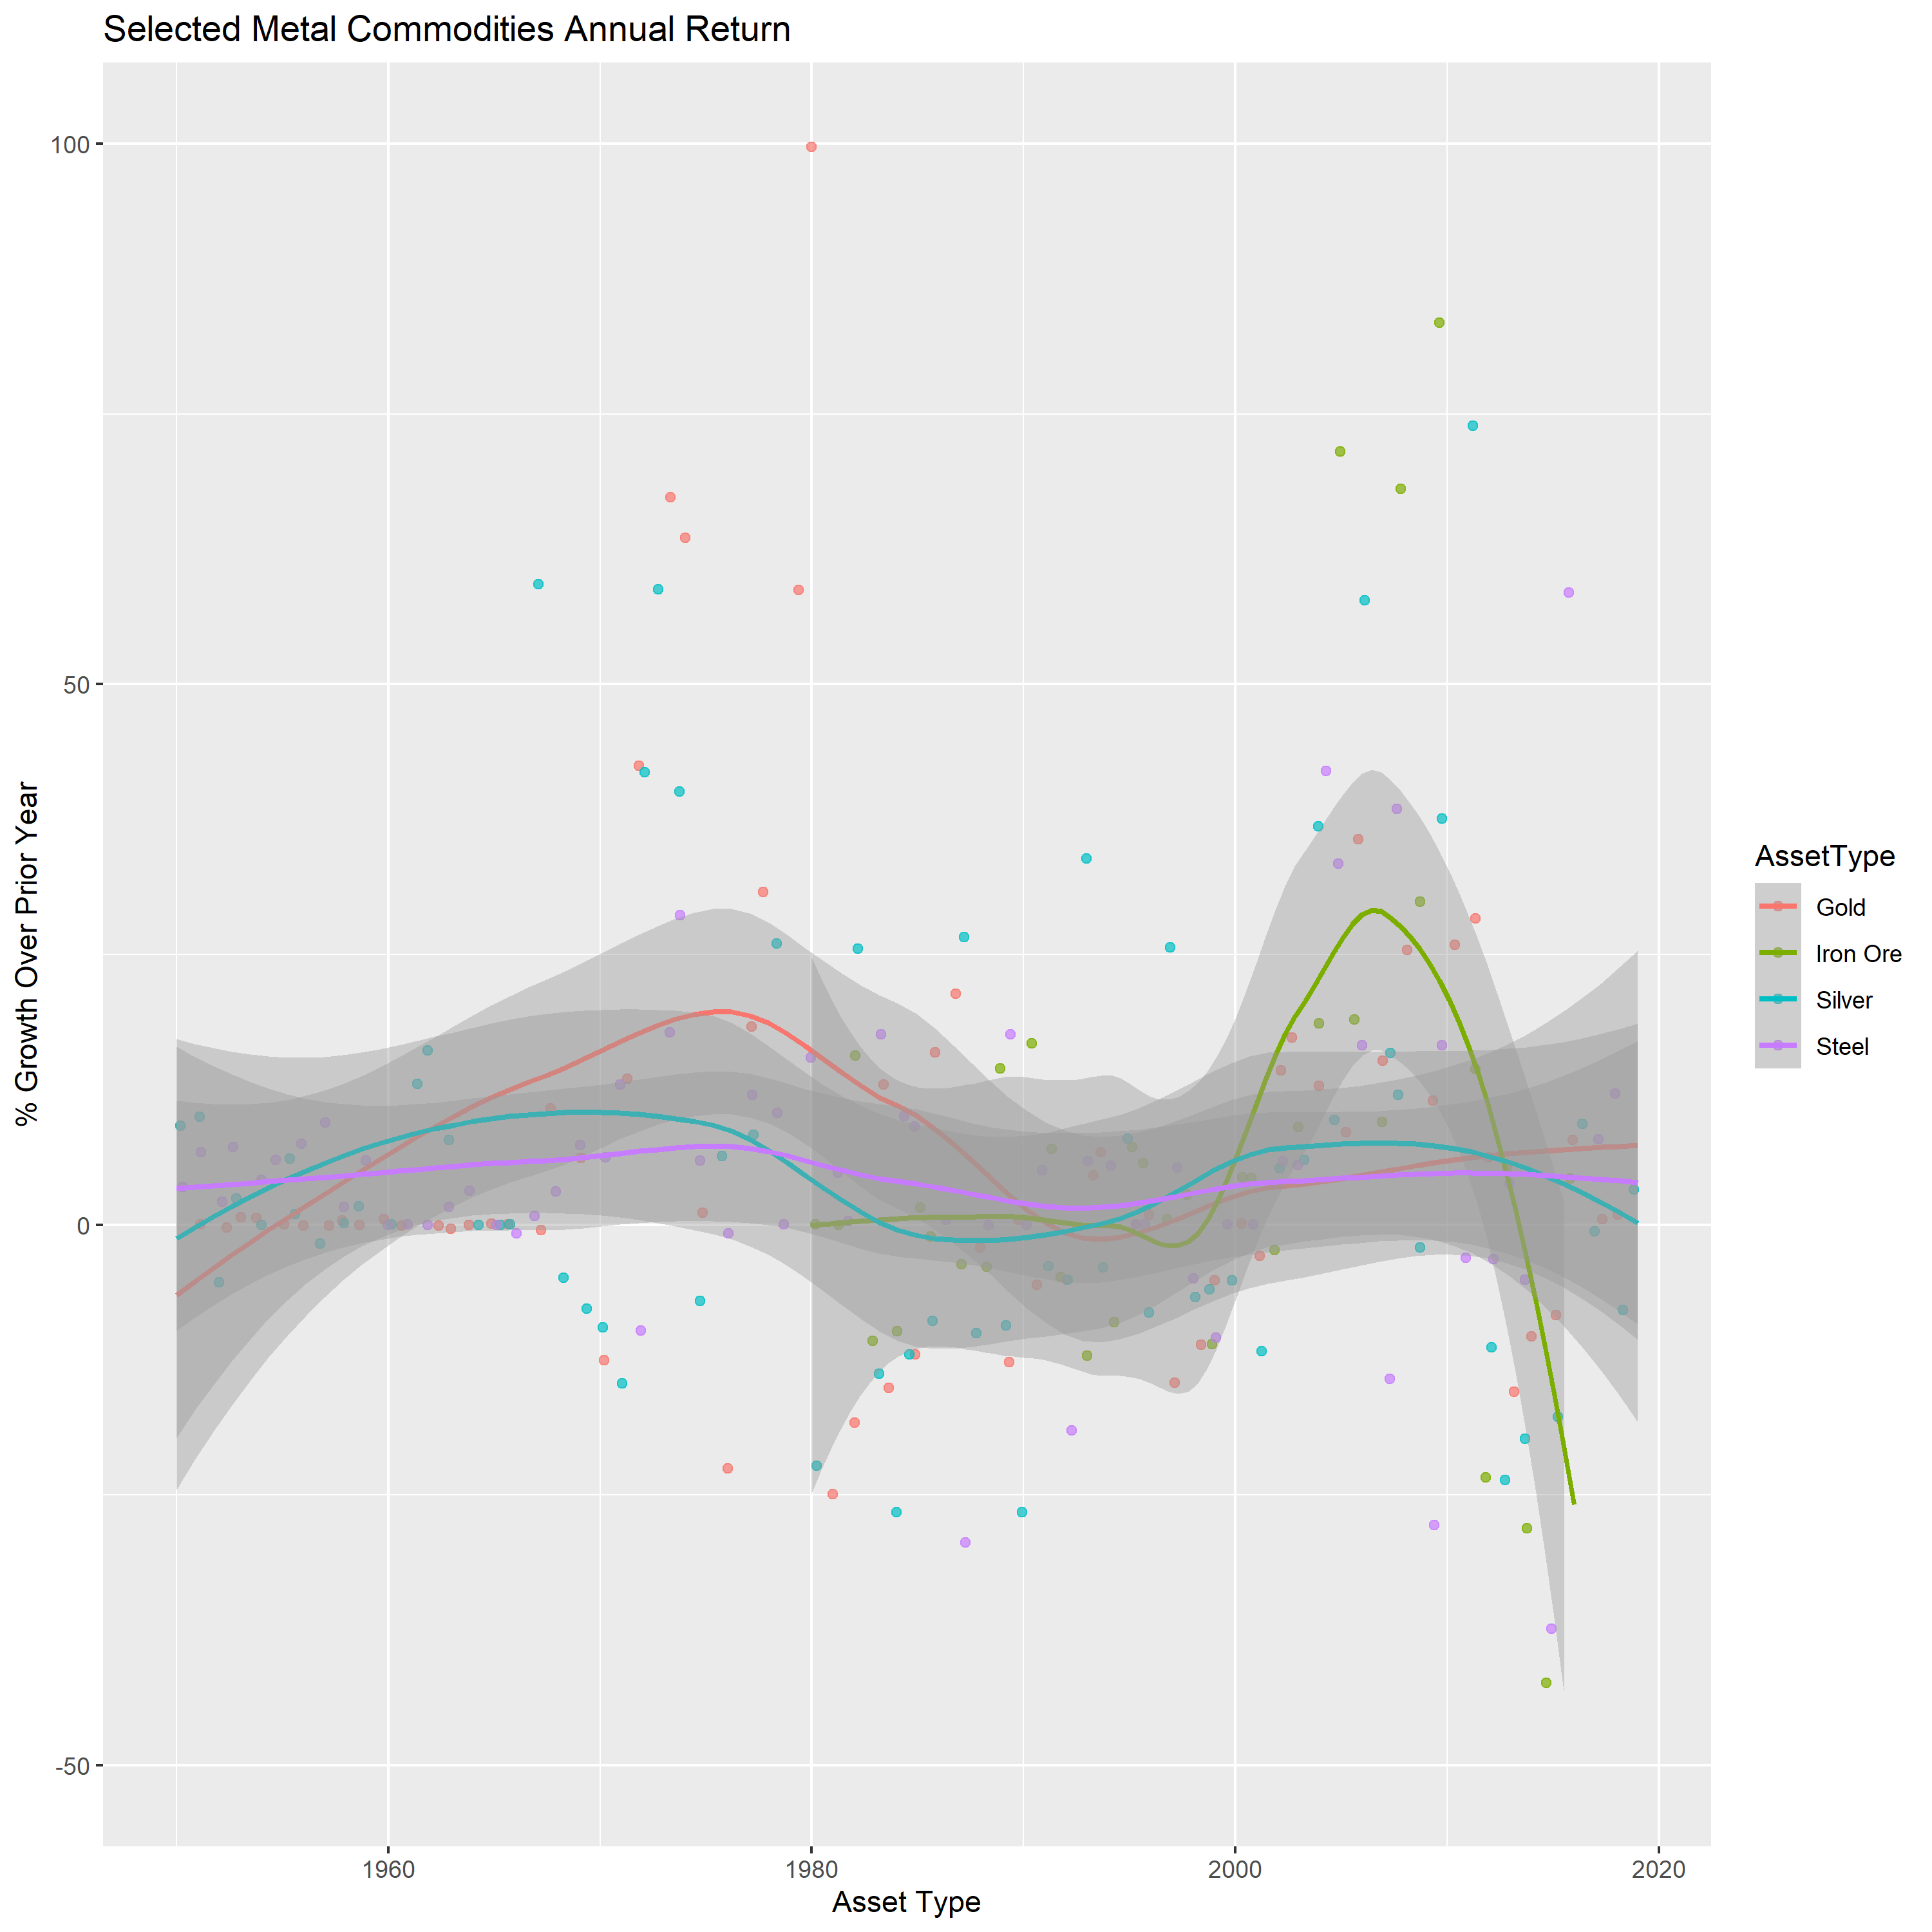 Selected Metal Commodities Annual Return
% Growth Over Prior Year
100
50
0
-50
1960
1980
2000
2020
Asset Type
AssetType
Gold
Iron Ore
Silver
Steel